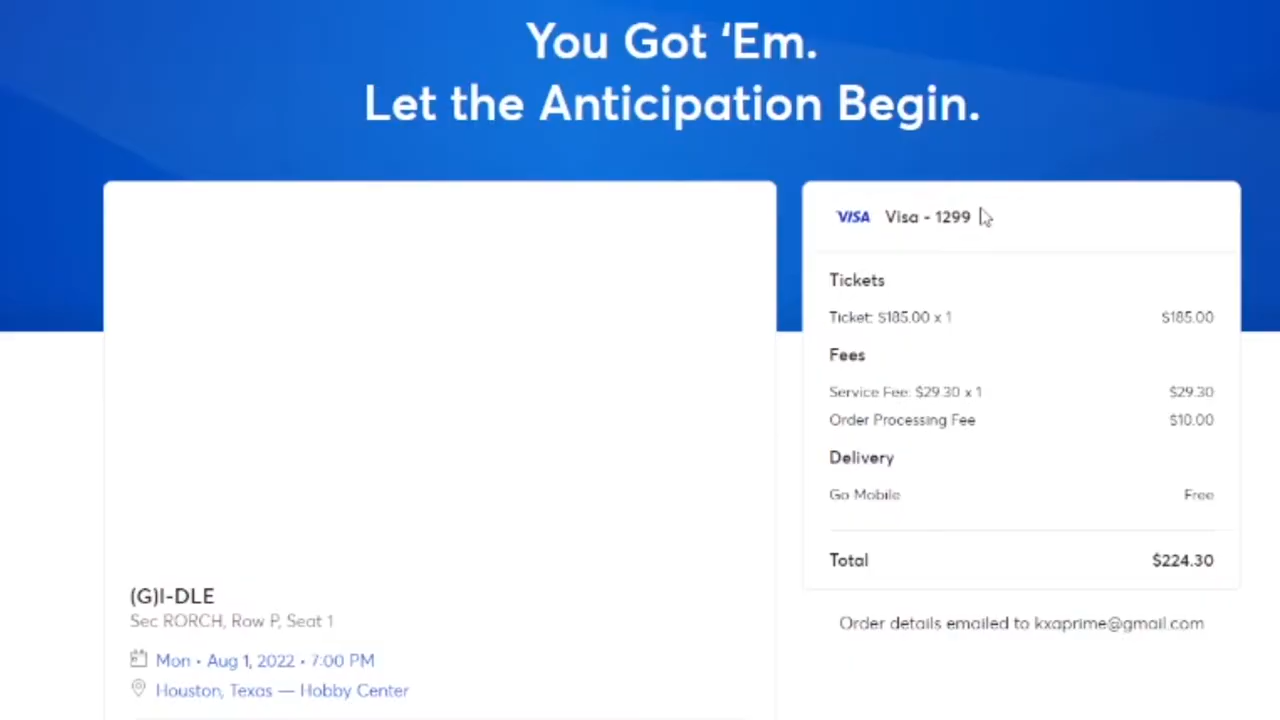 You Got ‘Em.
Let the Anticipation Begin.
VISA Visa - 1299
Tickets
Ticket: $185.00 x 1 $185.00
Fees
Service Fee: $29.30 x 1 $29.30
Order Processing Fee $10.00
Delivery
Go Mobile Free
Total $224.30
Order details emailed to kxaprime@gmail.com
(G)I-DLE
Sec RORCH, Row P, Seat 1
Mon • Aug 1, 2022 • 7:00 PM
Houston, Texas — Hobby Center